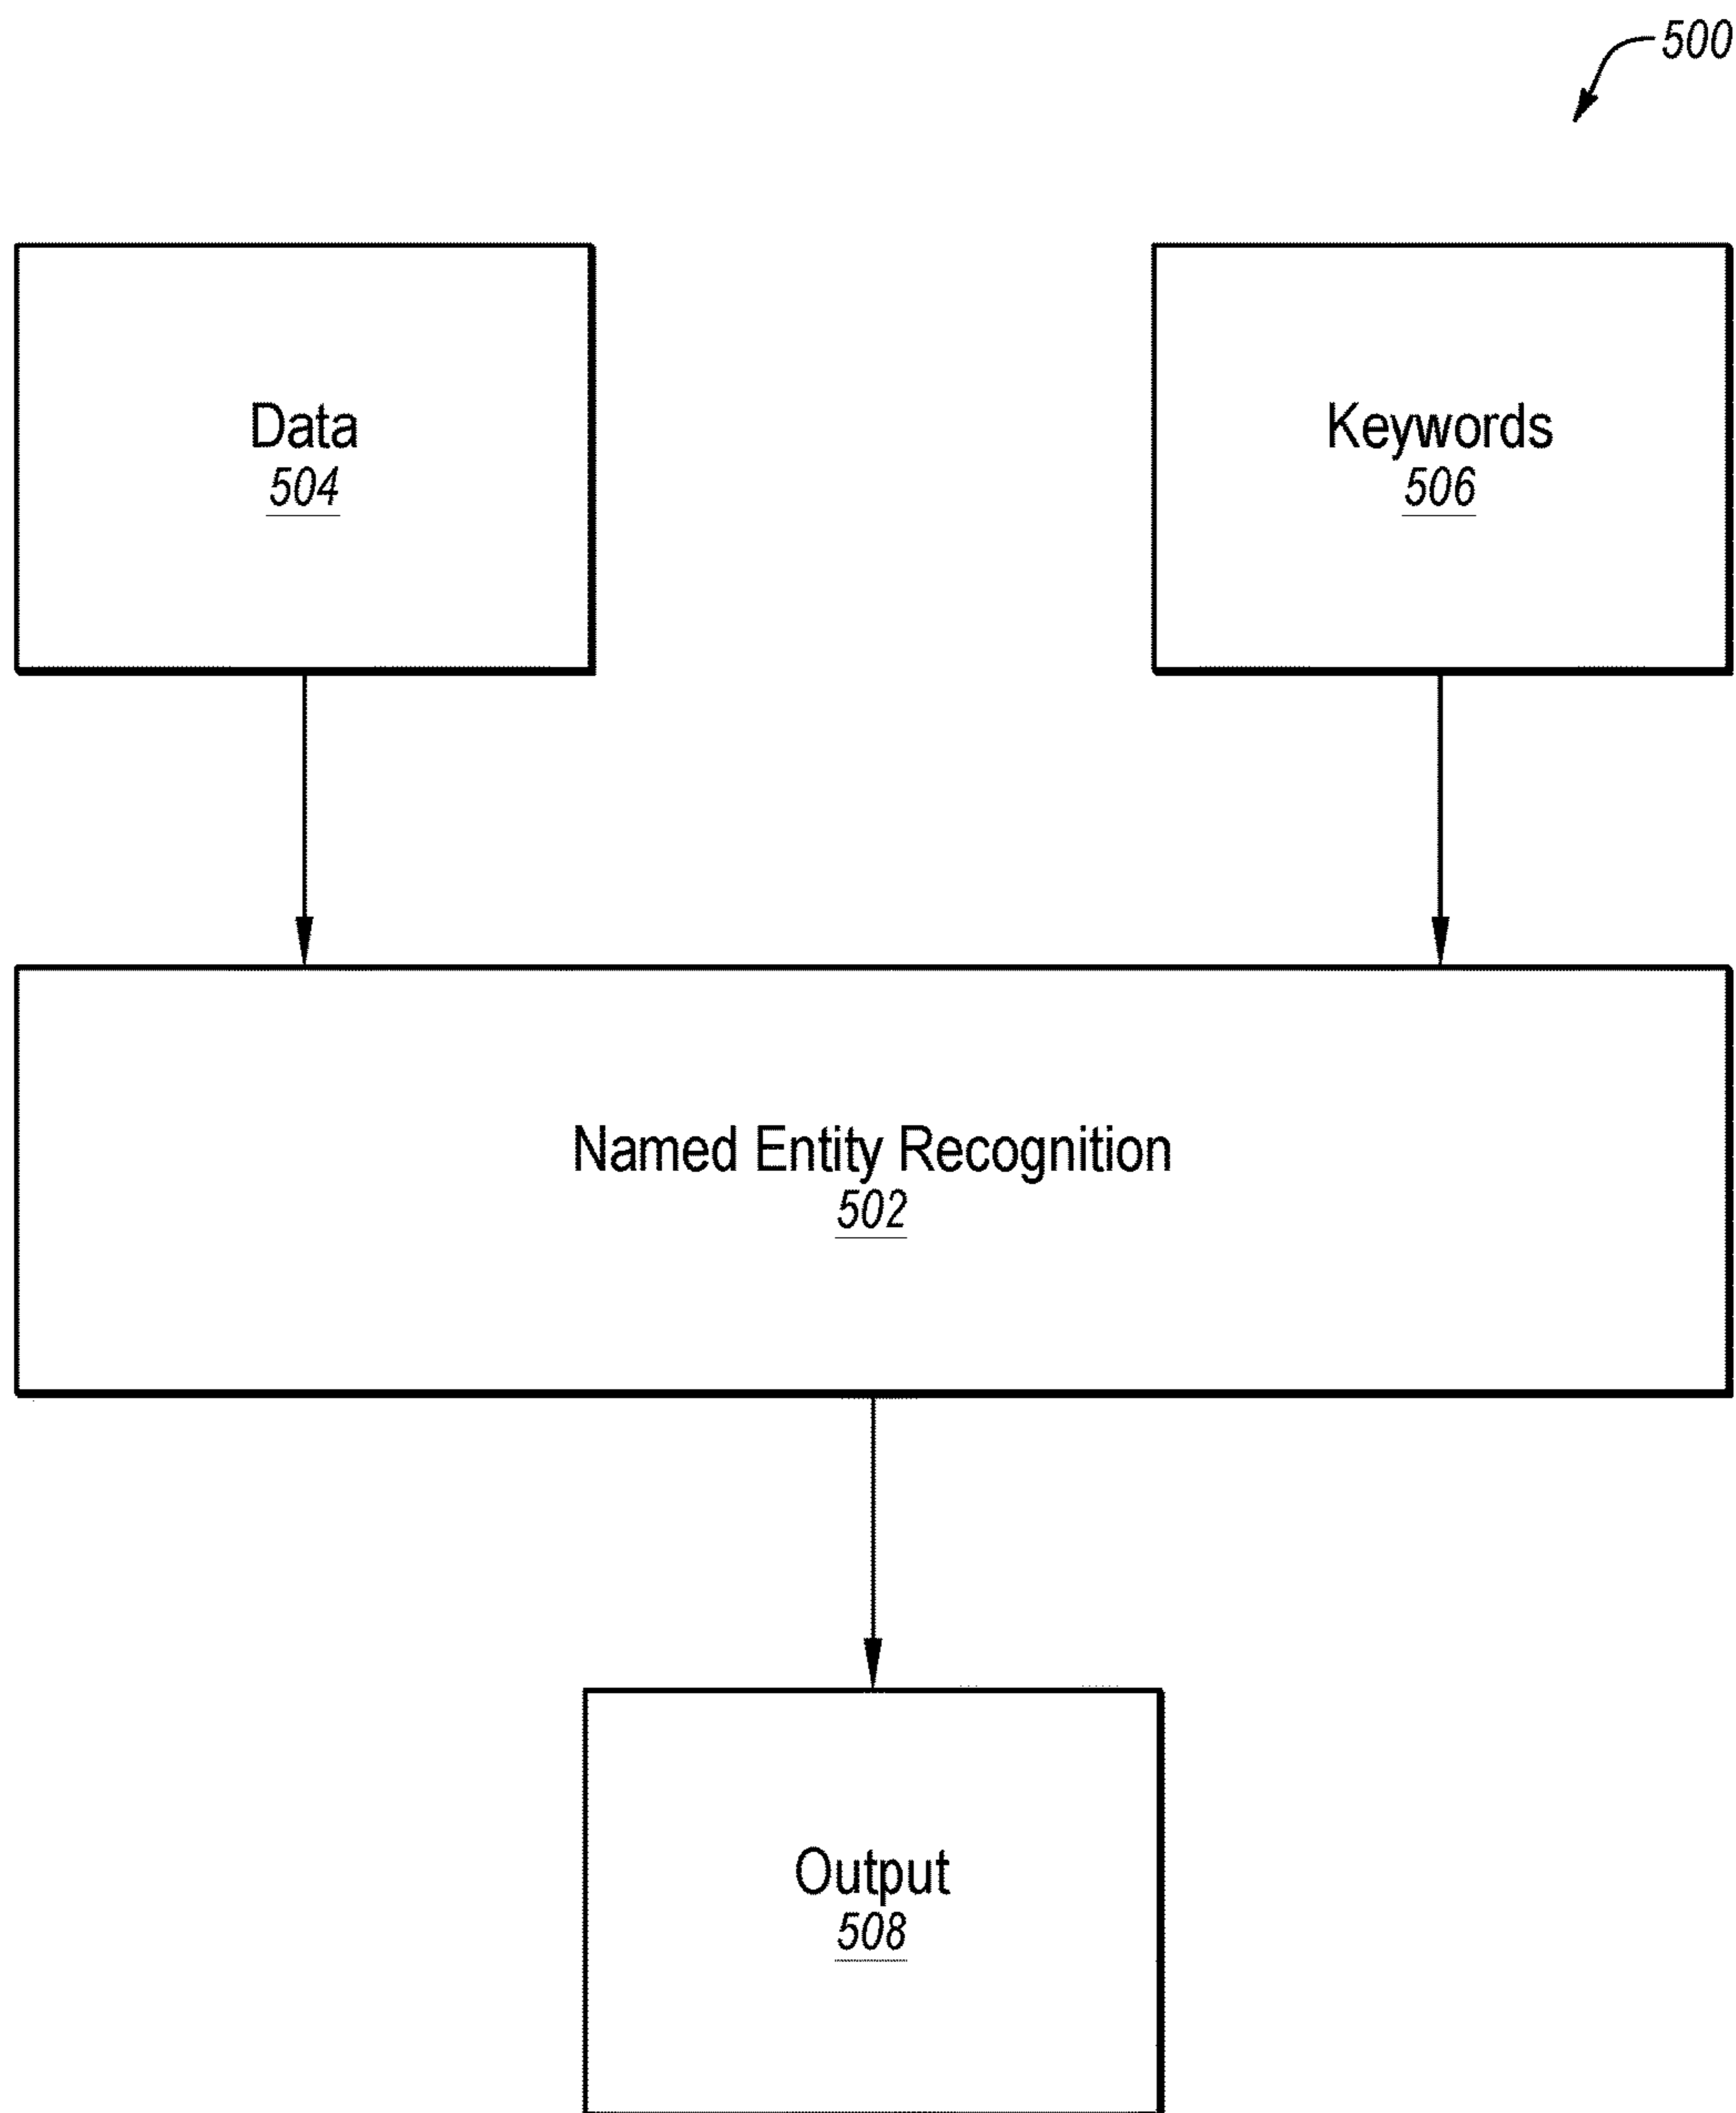 500
Data
504
Keywords
506
Named Entity Recognition
502
Output
508